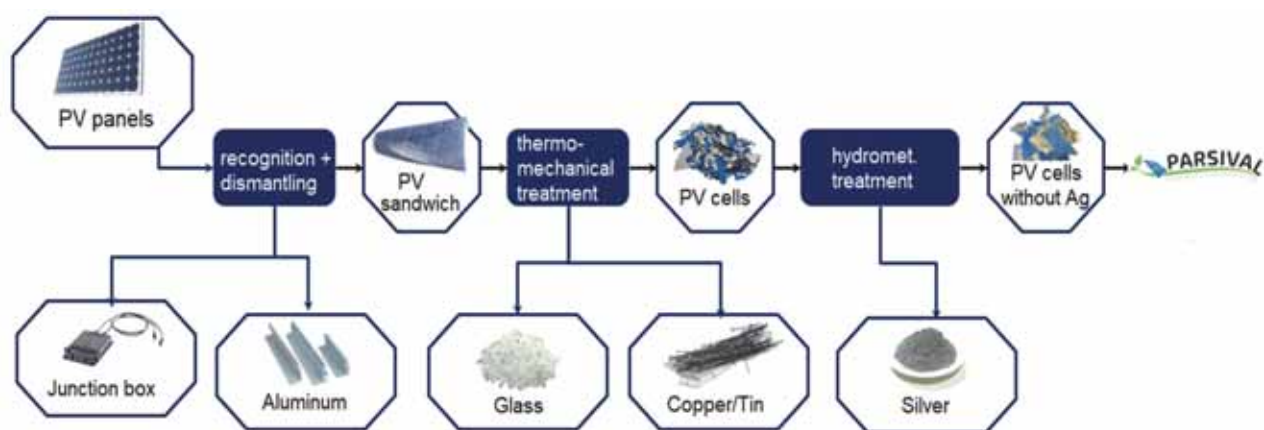 PV panels
recognition +
dismantling
PV
sandwich
thermo-
mechanical
treatment
PV cells
hydromet.
treatment
PV cells
without Ag
PARSIVAL
Junction box
Aluminum
Glass
Copper/Tin
Silver